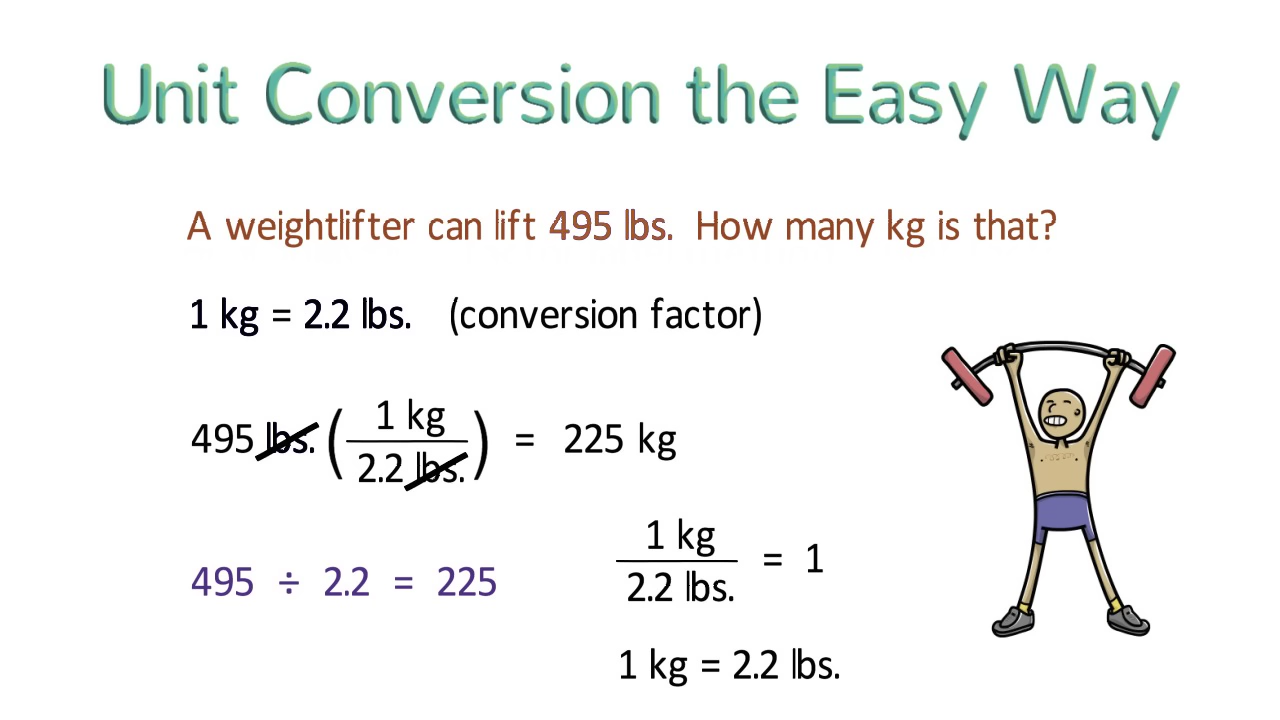 Unit Conversion the Easy Way
A weightlifter can lift 495 lbs. How many kg is that?
1 kg = 2.2 lbs. (conversion factor)
495 lbs. ( 1 kg / 2.2 lbs. ) = 225 kg
495 ÷ 2.2 = 225
1 kg / 2.2 lbs. = 1
1 kg = 2.2 lbs.